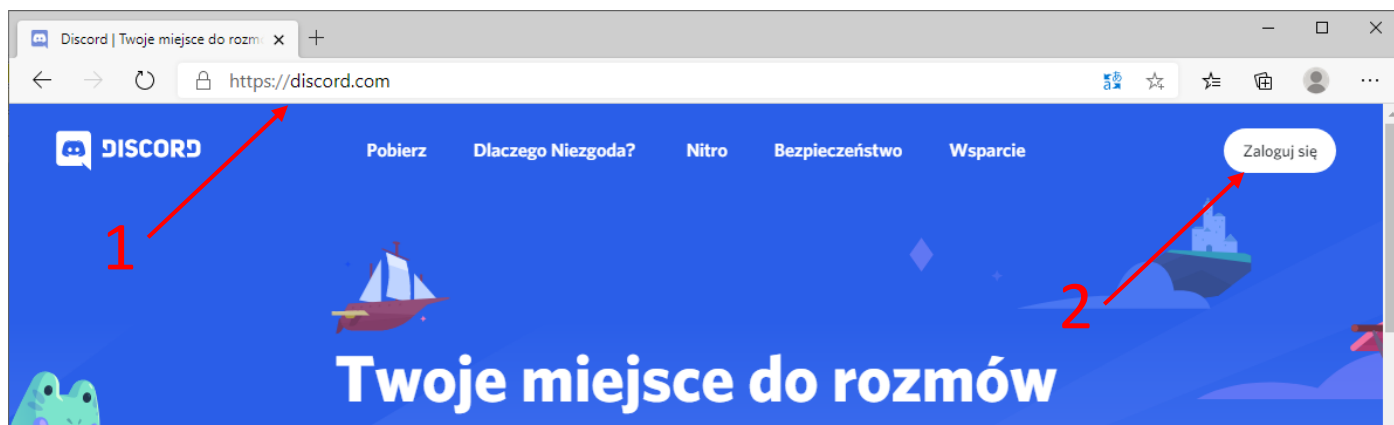 Discord | Twoje miejsce do rozm
https://discord.com
DISCORD Pobierz Dlaczego Niezgoda? Nitro Bezpieczeństwo Wsparcie Zaloguj się
1
2
Twoje miejsce do rozmów